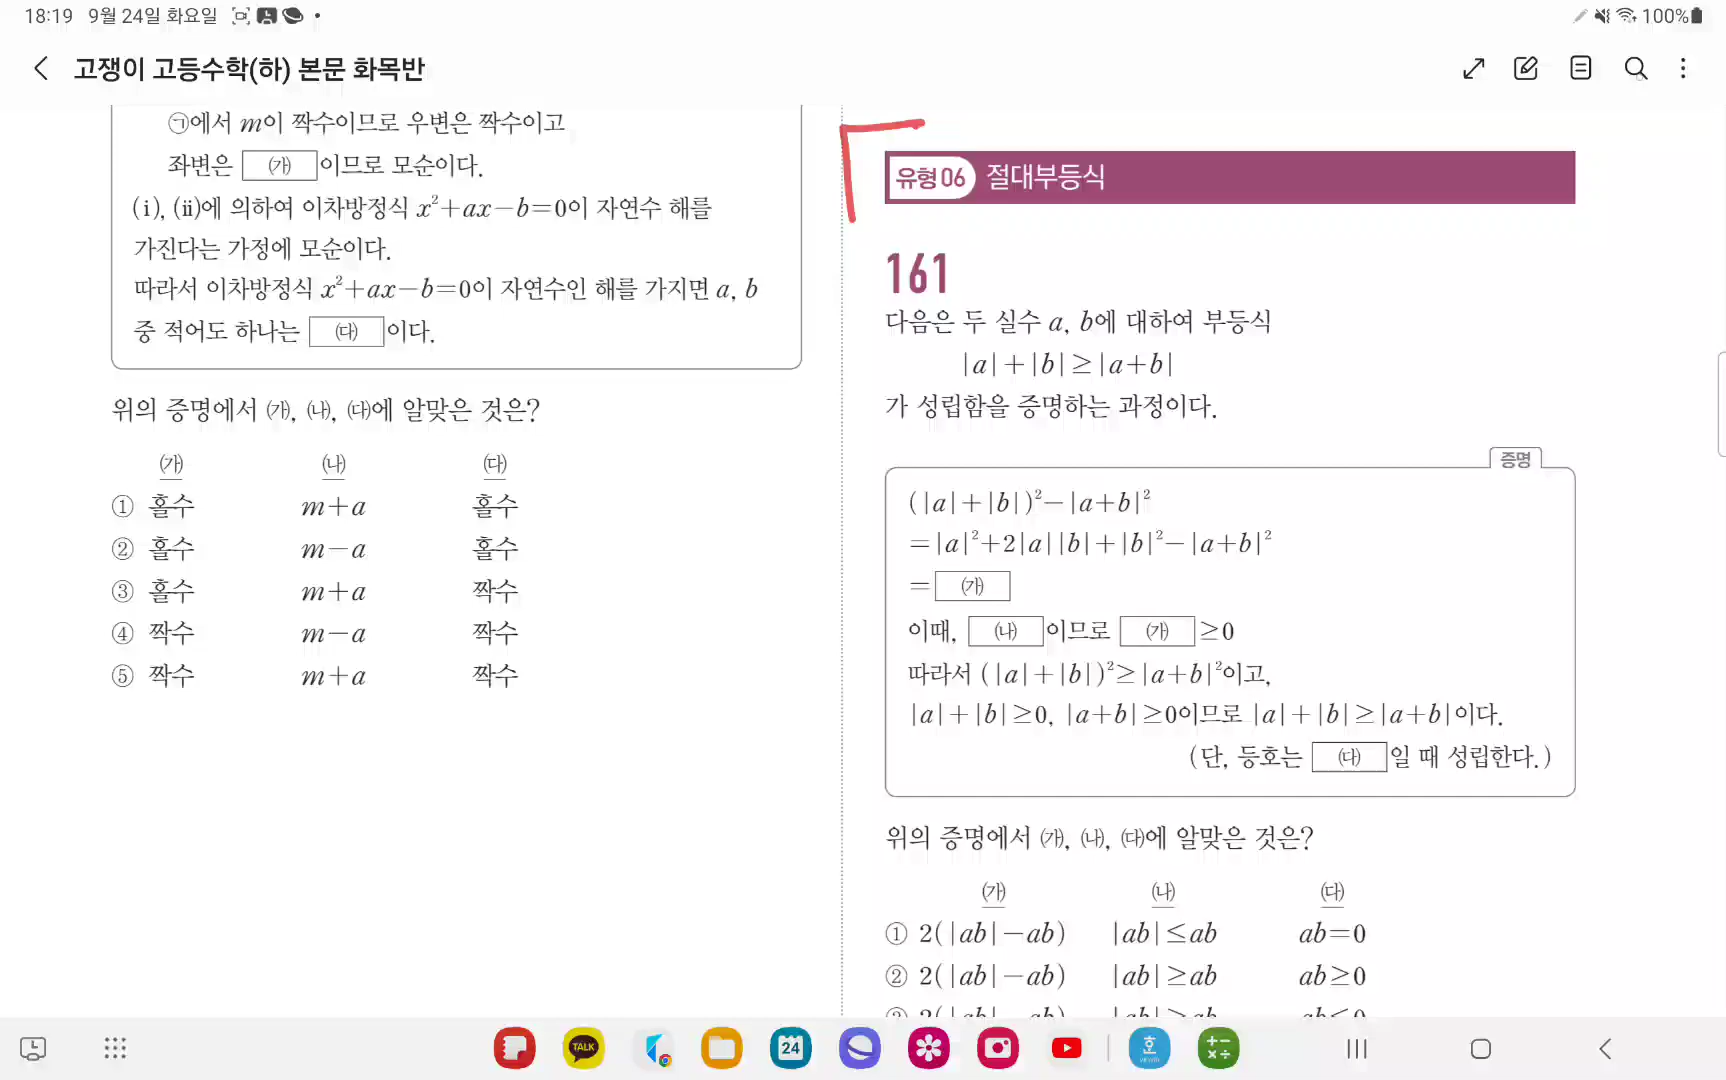 18:19 9월 24일 화요일
100%
고쟁이 고등수학(하) 본문 화목반
㉠에서 m이 짝수이므로 우변은 짝수이고
좌변은 ㈎ 이므로 모순이다.
(ⅰ), (ⅱ)에 의하여 이차방정식 x²+ax−b=0이 자연수 해를
가진다는 가정에 모순이다.
따라서 이차방정식 x²+ax−b=0이 자연수인 해를 가지면 a, b
중 적어도 하나는 ㈐ 이다.
위의 증명에서 ㈎, ㈏, ㈐에 알맞은 것은?
㈎ ㈏ ㈐
① 홀수 m+a 홀수
② 홀수 m−a 홀수
③ 홀수 m+a 짝수
④ 짝수 m−a 짝수
⑤ 짝수 m+a 짝수
유형 06 절대부등식
161
다음은 두 실수 a, b에 대하여 부등식
|a|+|b|≥|a+b|
가 성립함을 증명하는 과정이다.
증명
(|a|+|b|)²−|a+b|²
=|a|²+2|a||b|+|b|²−|a+b|²
= ㈎
이때, ㈏ 이므로 ㈎ ≥0
따라서 (|a|+|b|)²≥|a+b|²이고,
|a|+|b|≥0, |a+b|≥0이므로 |a|+|b|≥|a+b|이다.
(단, 등호는 ㈐ 일 때 성립한다.)
위의 증명에서 ㈎, ㈏, ㈐에 알맞은 것은?
㈎ ㈏ ㈐
① 2(|ab|−ab) |ab|≤ab ab=0
② 2(|ab|−ab) |ab|≥ab ab≥0
TALK
24
호